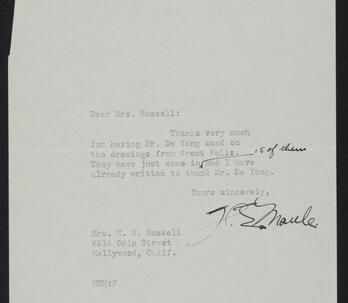 Dear Mrs. Russell:
Thanks very much
for having Mr. De Yong send on
the drawings from Great Falls. 15 of them
They have just come in and I have
already written to thank Mr. De Yong.
Yours sincerely,
H. E. Maule.
Mrs. C. M. Russell
6816 Odin Street
Hollywood, Calif.
HEM:F